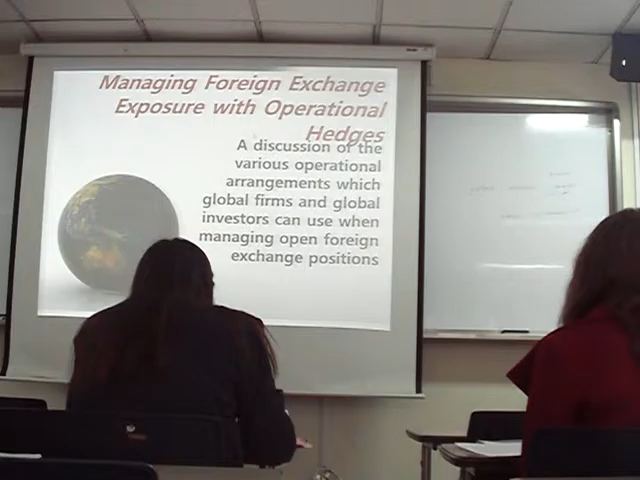 Managing Foreign Exchange
Exposure with Operational
Hedges
A discussion of the
various operational
arrangements which
global firms and global
investors can use when
managing open foreign
exchange positions